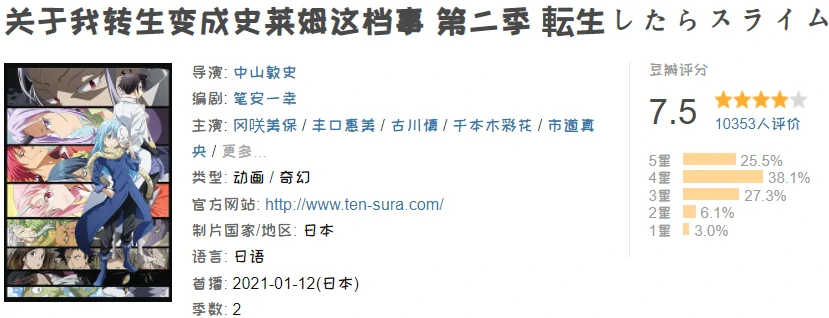 关于我转生变成史莱姆这档事 第二季 転生したらスライム
导演: 中山敦史
编剧: 笔安一幸
主演: 冈咲美保 / 丰口惠美 / 古川慎 / 千本木彩花 / 市道真
央 / 更多...
类型: 动画 / 奇幻
官方网站: http://www.ten-sura.com/
制片国家/地区: 日本
语言: 日语
首播: 2021-01-12(日本)
季数: 2
豆瓣评分
7.5
10353人评价
5星 25.5%
4星 38.1%
3星 27.3%
2星 6.1%
1星 3.0%